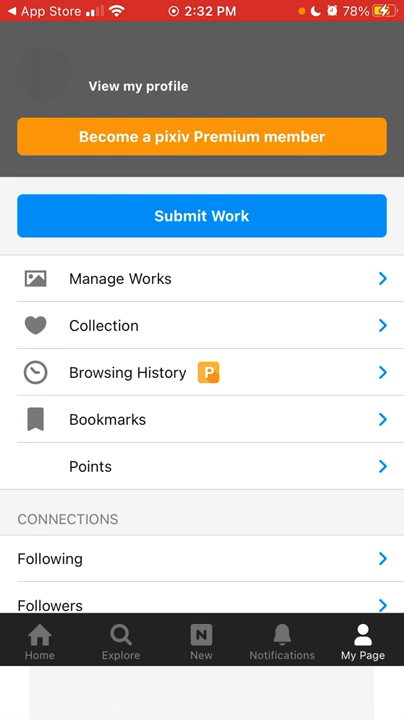 App Store 2:32 PM 78%
View my profile
Become a pixiv Premium member
Submit Work
Manage Works
Collection
Browsing History P
Bookmarks
Points
CONNECTIONS
Following
Followers
N
Home Explore New Notifications My Page